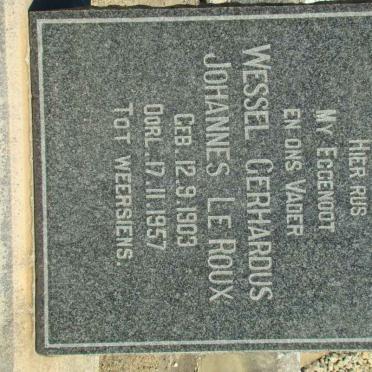 HIER RUS
MY EGGENOOT
EN ONS VADER
WESSEL GERHARDUS
JOHANNES LE ROUX
GEB. 12.9.1903
OORL. 17.11.1957
TOT WEERSIENS.